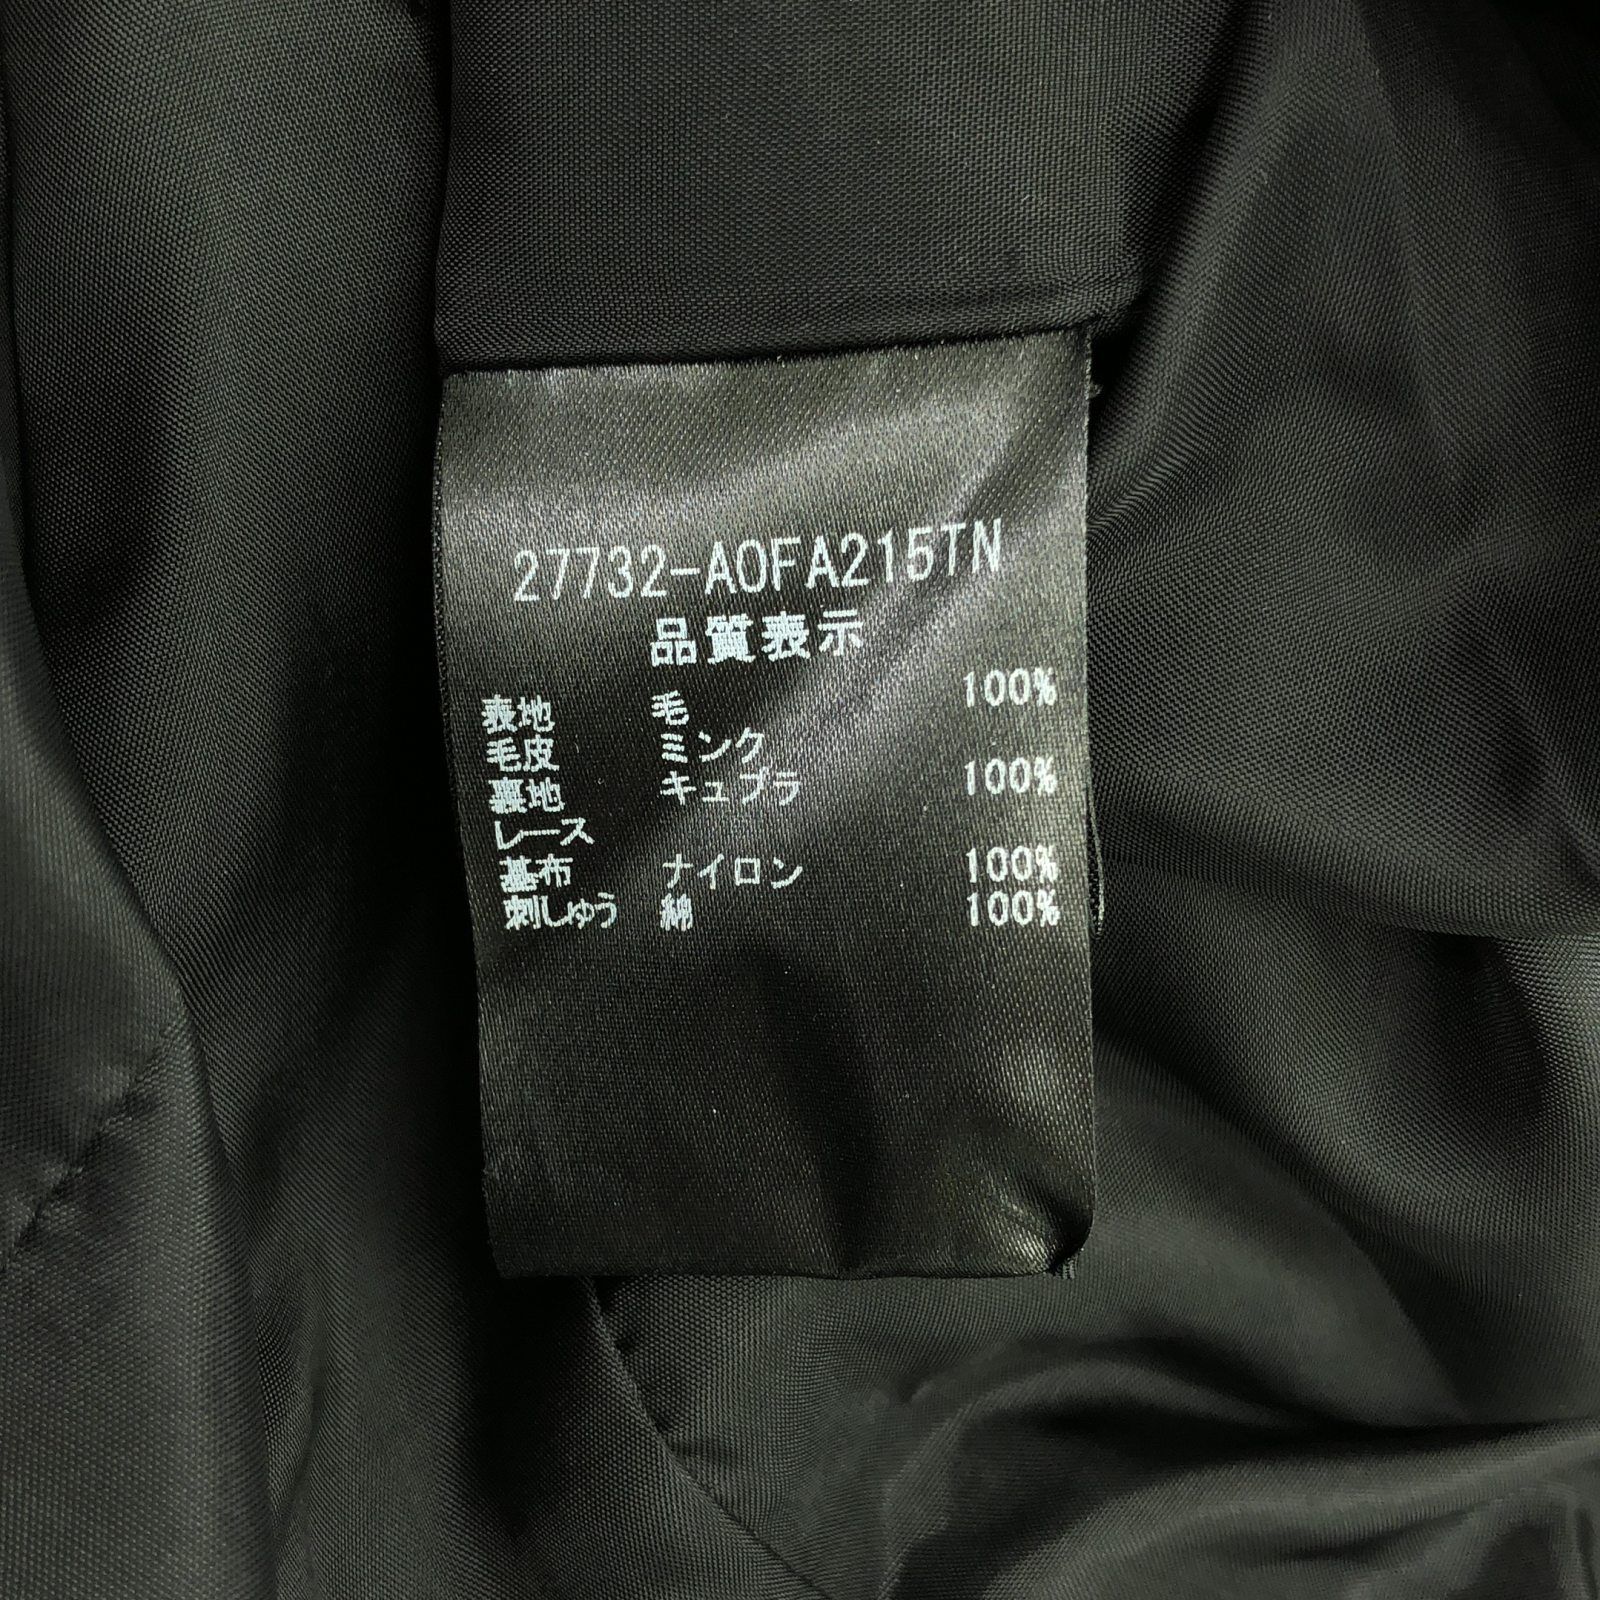 27732-A0FA215TN
品質表示
表地 毛 100%
毛皮 ミンク
裏地 キュプラ 100%
レース
基布 ナイロン 100%
刺しゅう 綿 100%